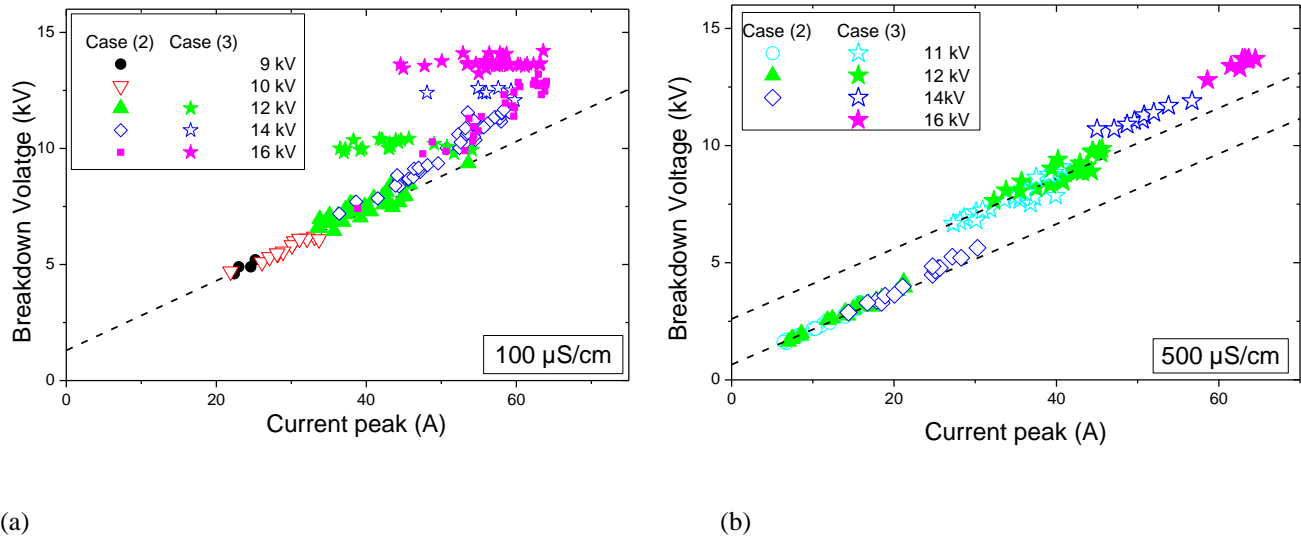 15
10
5
0
Breakdown Volatge (kV)
Case (2) Case (3)
9 kV
10 kV
12 kV
14 kV
16 kV
100 µS/cm
0 20 40 60
Current peak (A)
(a)
15
10
5
0
Breakdown Voltage (kV)
Case (2) Case (3)
11 kV
12 kV
14kV
16 kV
500 µS/cm
0 20 40 60
Current peak (A)
(b)